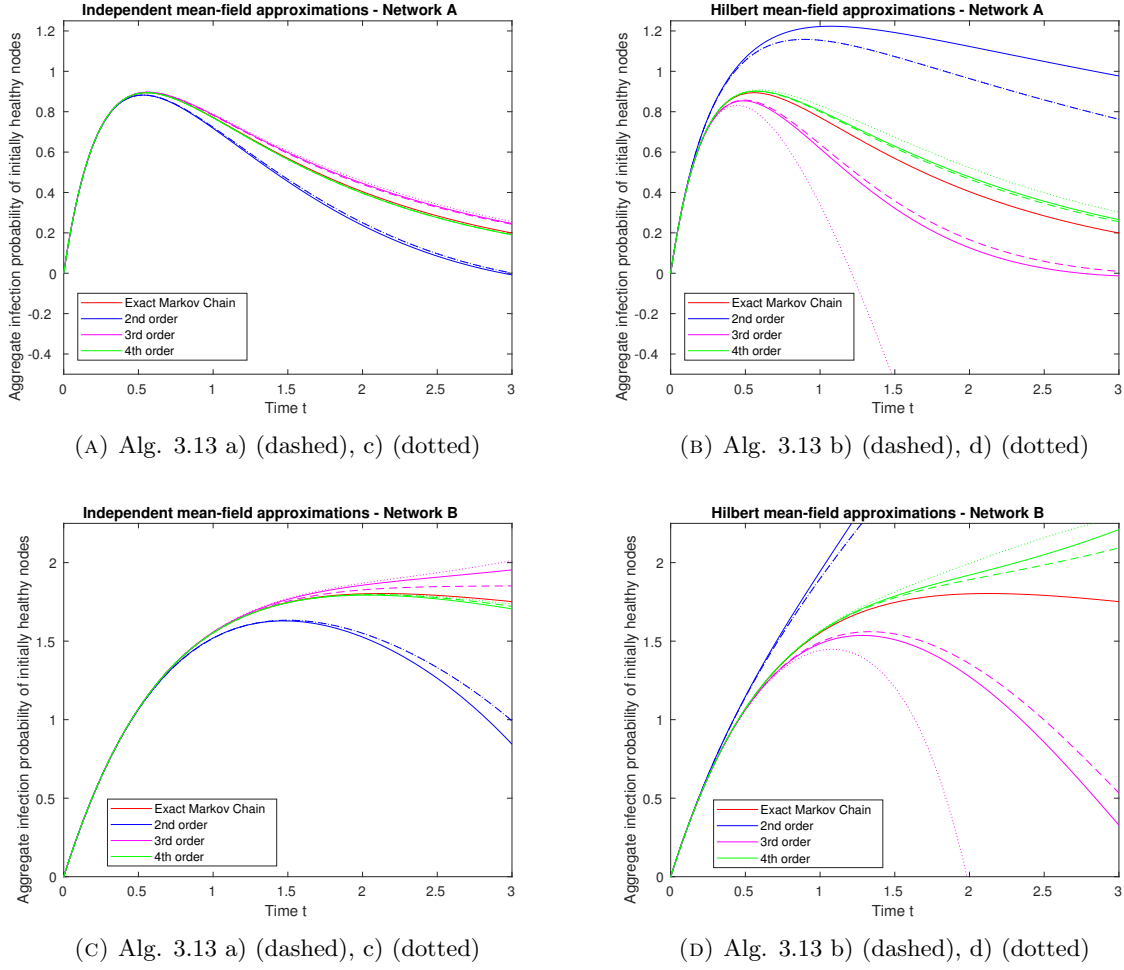 Independent mean-field approximations - Network A
Aggregate infection probability of initially healthy nodes
1.2
1
0.8
0.6
0.4
0.2
0
-0.2
-0.4
Exact Markov Chain
2nd order
3rd order
4th order
0 0.5 1 1.5 2 2.5 3
Time t
(A) Alg. 3.13 a) (dashed), c) (dotted)
Hilbert mean-field approximations - Network A
Aggregate infection probability of initially healthy nodes
1.2
1
0.8
0.6
0.4
0.2
0
-0.2
-0.4
Exact Markov Chain
2nd order
3rd order
4th order
0 0.5 1 1.5 2 2.5 3
Time t
(B) Alg. 3.13 b) (dashed), d) (dotted)
Independent mean-field approximations - Network B
Aggregate infection probability of initially healthy nodes
2
1.5
1
0.5
0
Exact Markov Chain
2nd order
3rd order
4th order
0 0.5 1 1.5 2 2.5 3
Time t
(C) Alg. 3.13 a) (dashed), c) (dotted)
Hilbert mean-field approximations - Network B
Aggregate infection probability of initially healthy nodes
2
1.5
1
0.5
0
Exact Markov Chain
2nd order
3rd order
4th order
0 0.5 1 1.5 2 2.5 3
Time t
(D) Alg. 3.13 b) (dashed), d) (dotted)